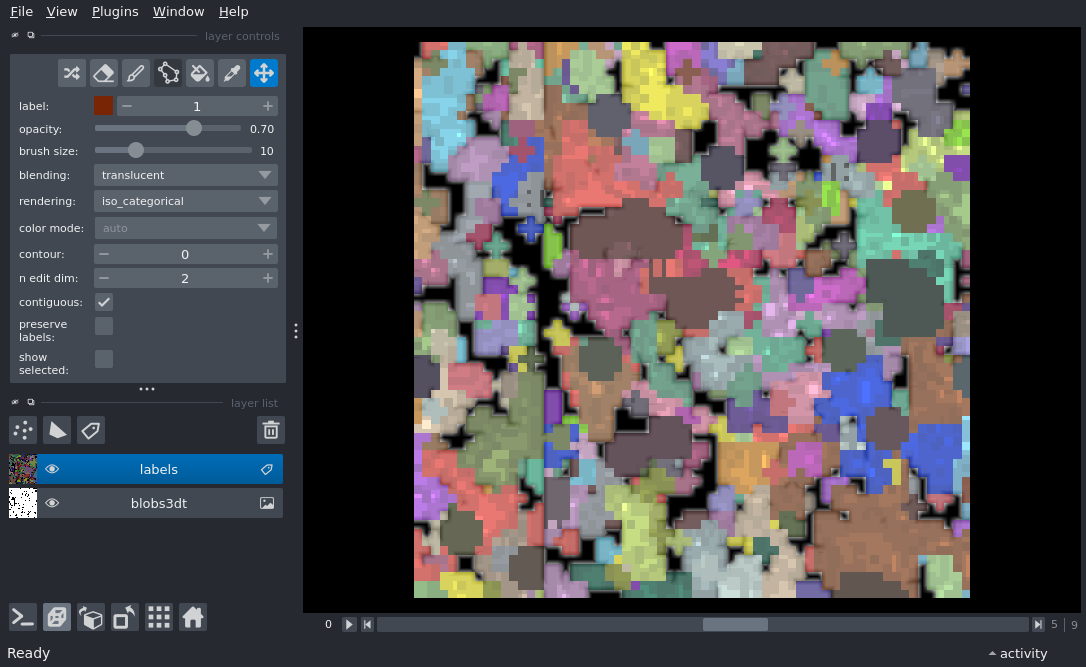 File View Plugins Window Help
layer controls
label: 1
opacity: 0.70
brush size: 10
blending: translucent
rendering: iso_categorical
color mode: auto
contour: 0
n edit dim: 2
contiguous:
preserve
labels:
show
selected:
layer list
labels
blobs3dt
0 5 | 9
Ready
activity